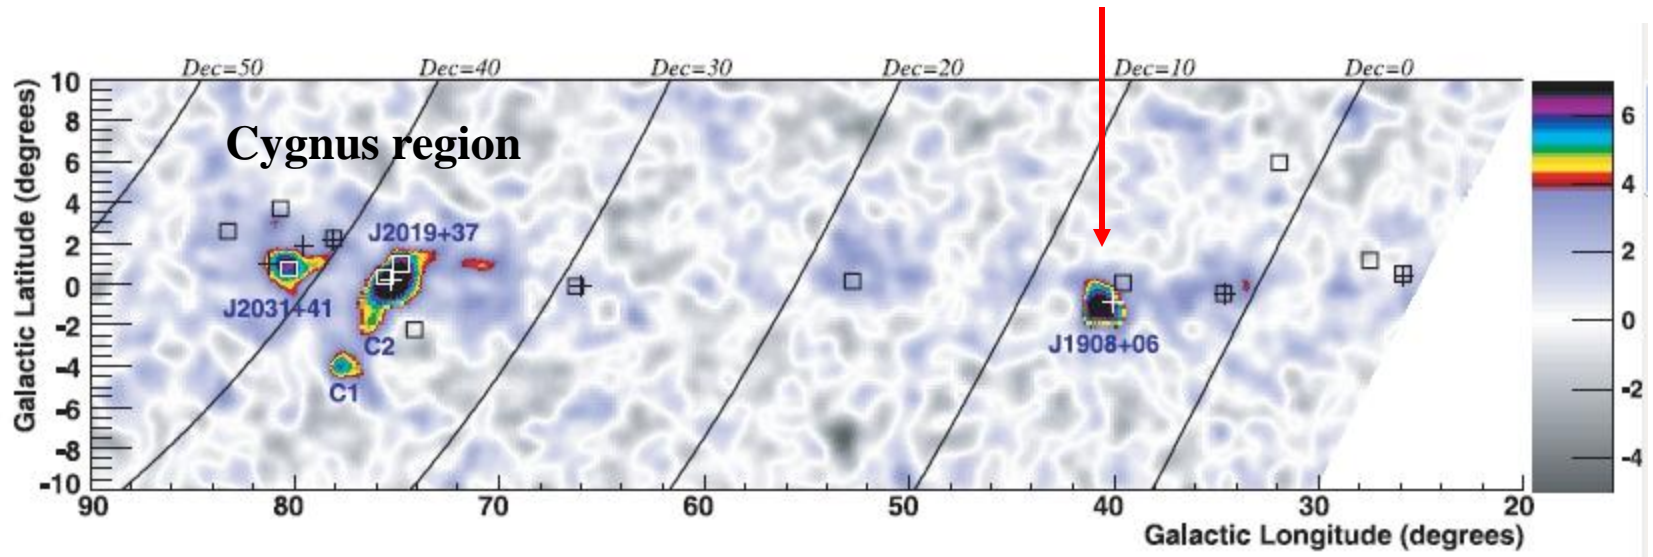 Dec=50 Dec=40 Dec=30 Dec=20 Dec=10 Dec=0
Galactic Latitude (degrees)
10
8
6
4
2
0
-2
-4
-6
-8
-10
Cygnus region
J2019+37
J2031+41
C2
C1
J1908+06
90 80 70 60 50 40 30 20
Galactic Longitude (degrees)
6
4
2
0
-2
-4